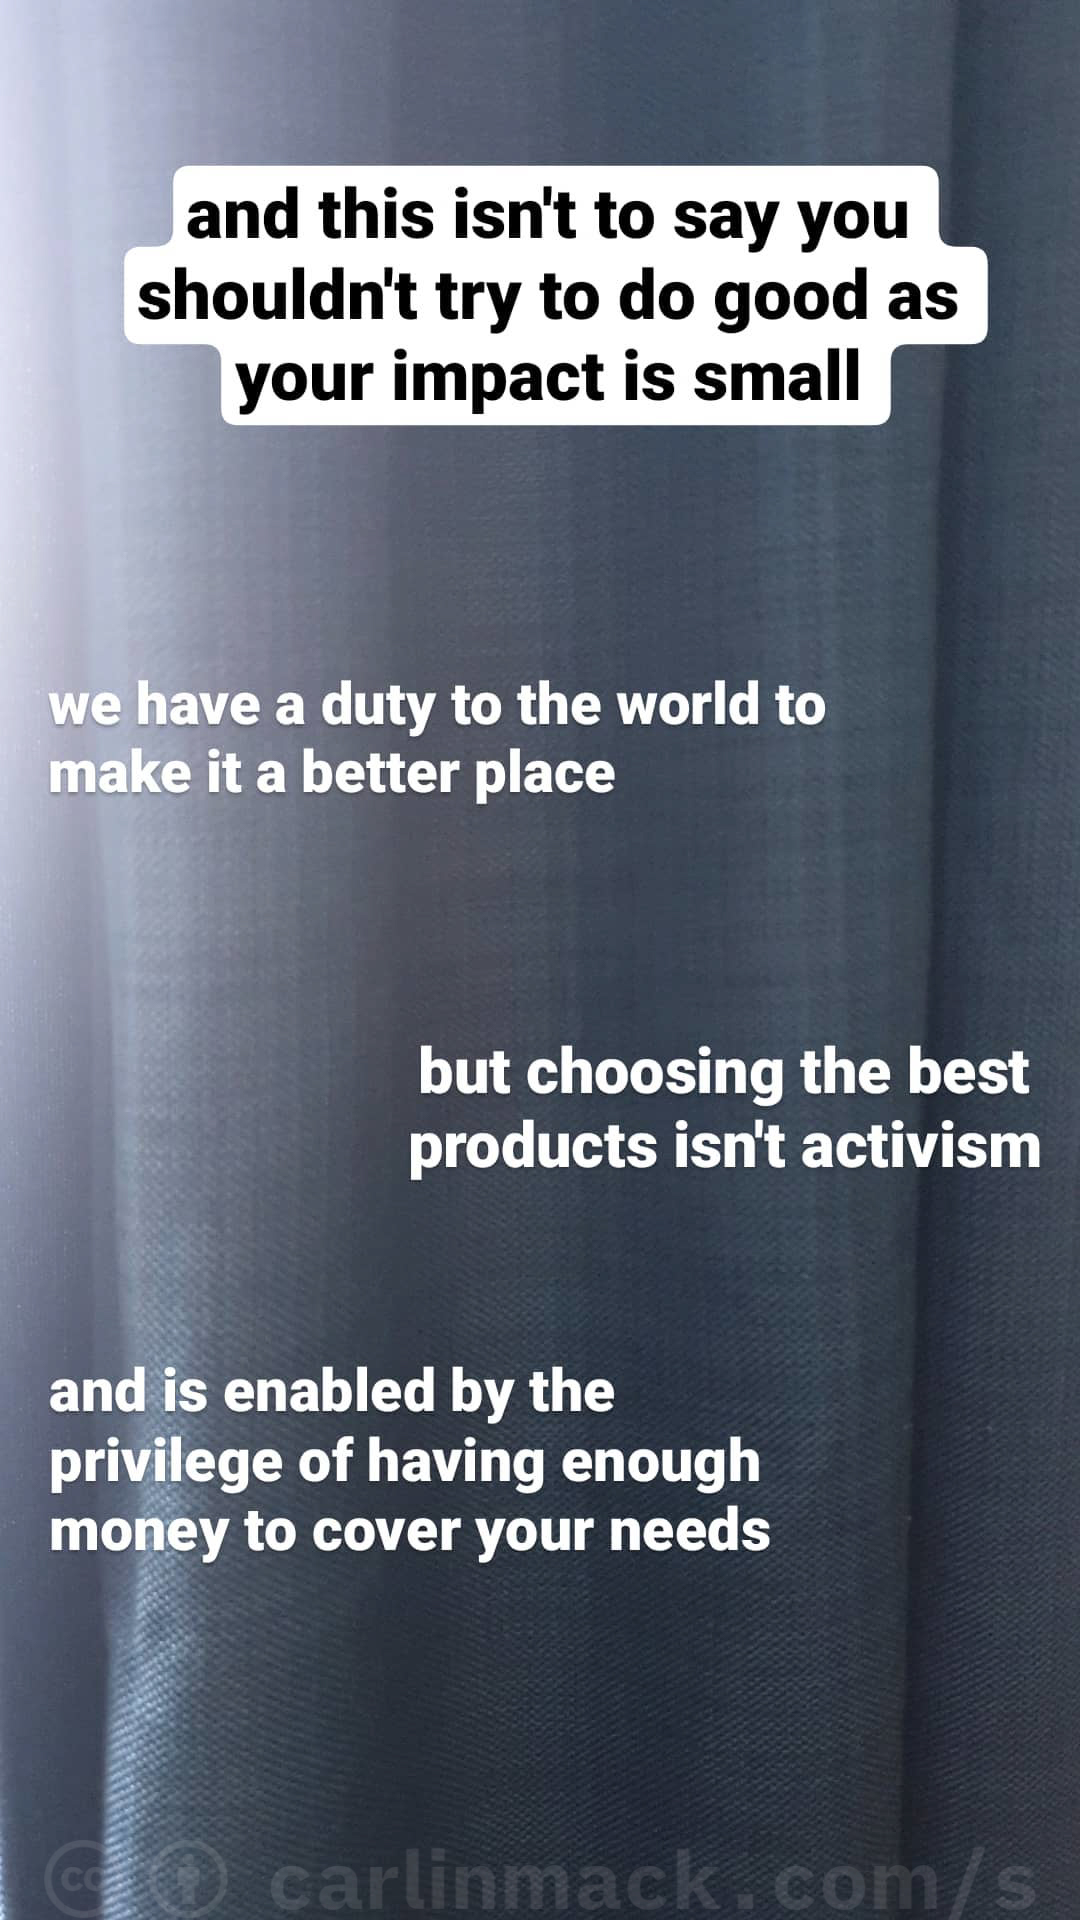 and this isn't to say you
shouldn't try to do good as
your impact is small
we have a duty to the world to
make it a better place
but choosing the best
products isn't activism
and is enabled by the
privilege of having enough
money to cover your needs
cc carlinmack.com/s